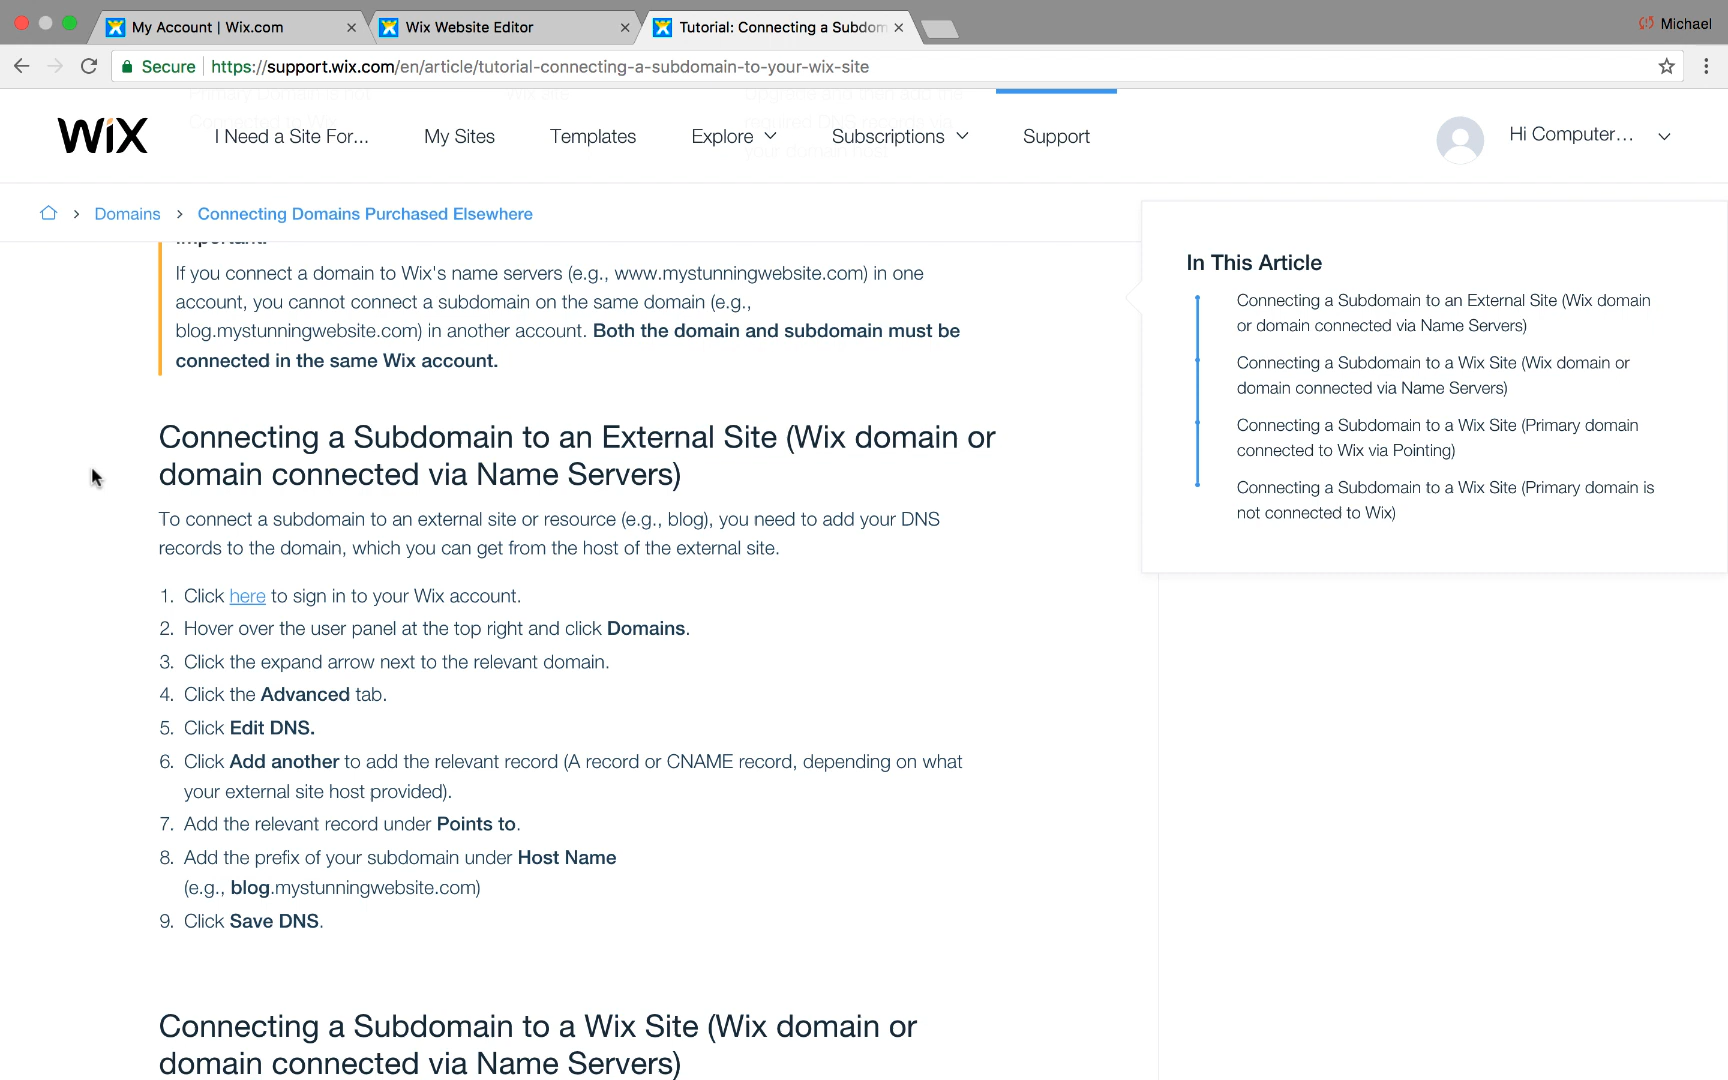 My Account | Wix.com
Wix Website Editor
Tutorial: Connecting a Subdom
Michael
Secure
https://support.wix.com/en/article/tutorial-connecting-a-subdomain-to-your-wix-site
WiX
I Need a Site For...
My Sites
Templates
Explore
Subscriptions
Support
Hi Computer...
Domains
Connecting Domains Purchased Elsewhere
Important:
If you connect a domain to Wix's name servers (e.g., www.mystunningwebsite.com) in one
account, you cannot connect a subdomain on the same domain (e.g.,
blog.mystunningwebsite.com) in another account. Both the domain and subdomain must be
connected in the same Wix account.
Connecting a Subdomain to an External Site (Wix domain or
domain connected via Name Servers)
To connect a subdomain to an external site or resource (e.g., blog), you need to add your DNS
records to the domain, which you can get from the host of the external site.
1. Click here to sign in to your Wix account.
2. Hover over the user panel at the top right and click Domains.
3. Click the expand arrow next to the relevant domain.
4. Click the Advanced tab.
5. Click Edit DNS.
6. Click Add another to add the relevant record (A record or CNAME record, depending on what
your external site host provided).
7. Add the relevant record under Points to.
8. Add the prefix of your subdomain under Host Name
(e.g., blog.mystunningwebsite.com)
9. Click Save DNS.
Connecting a Subdomain to a Wix Site (Wix domain or
domain connected via Name Servers)
In This Article
Connecting a Subdomain to an External Site (Wix domain
or domain connected via Name Servers)
Connecting a Subdomain to a Wix Site (Wix domain or
domain connected via Name Servers)
Connecting a Subdomain to a Wix Site (Primary domain
connected to Wix via Pointing)
Connecting a Subdomain to a Wix Site (Primary domain is
not connected to Wix)